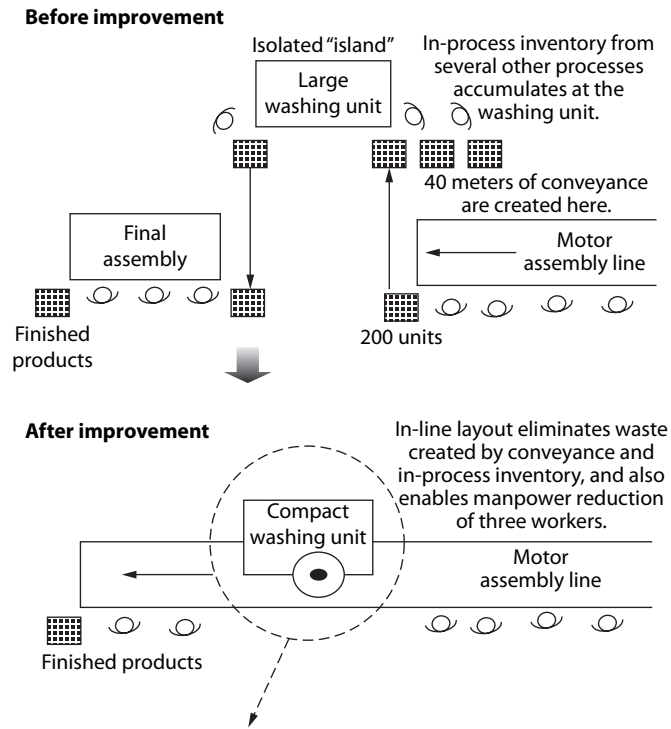 Before improvement
Isolated “island”
Large
washing unit
In-process inventory from
several other processes
accumulates at the
washing unit.
40 meters of conveyance
are created here.
Final
assembly
Motor
assembly line
Finished
products
200 units
After improvement
In-line layout eliminates waste
created by conveyance and
in-process inventory, and also
enables manpower reduction
of three workers.
Compact
washing unit
Motor
assembly line
Finished products